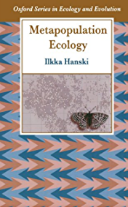 Oxford Series in Ecology and Evolution
Metapopulation
Ecology
Ilkka Hanski